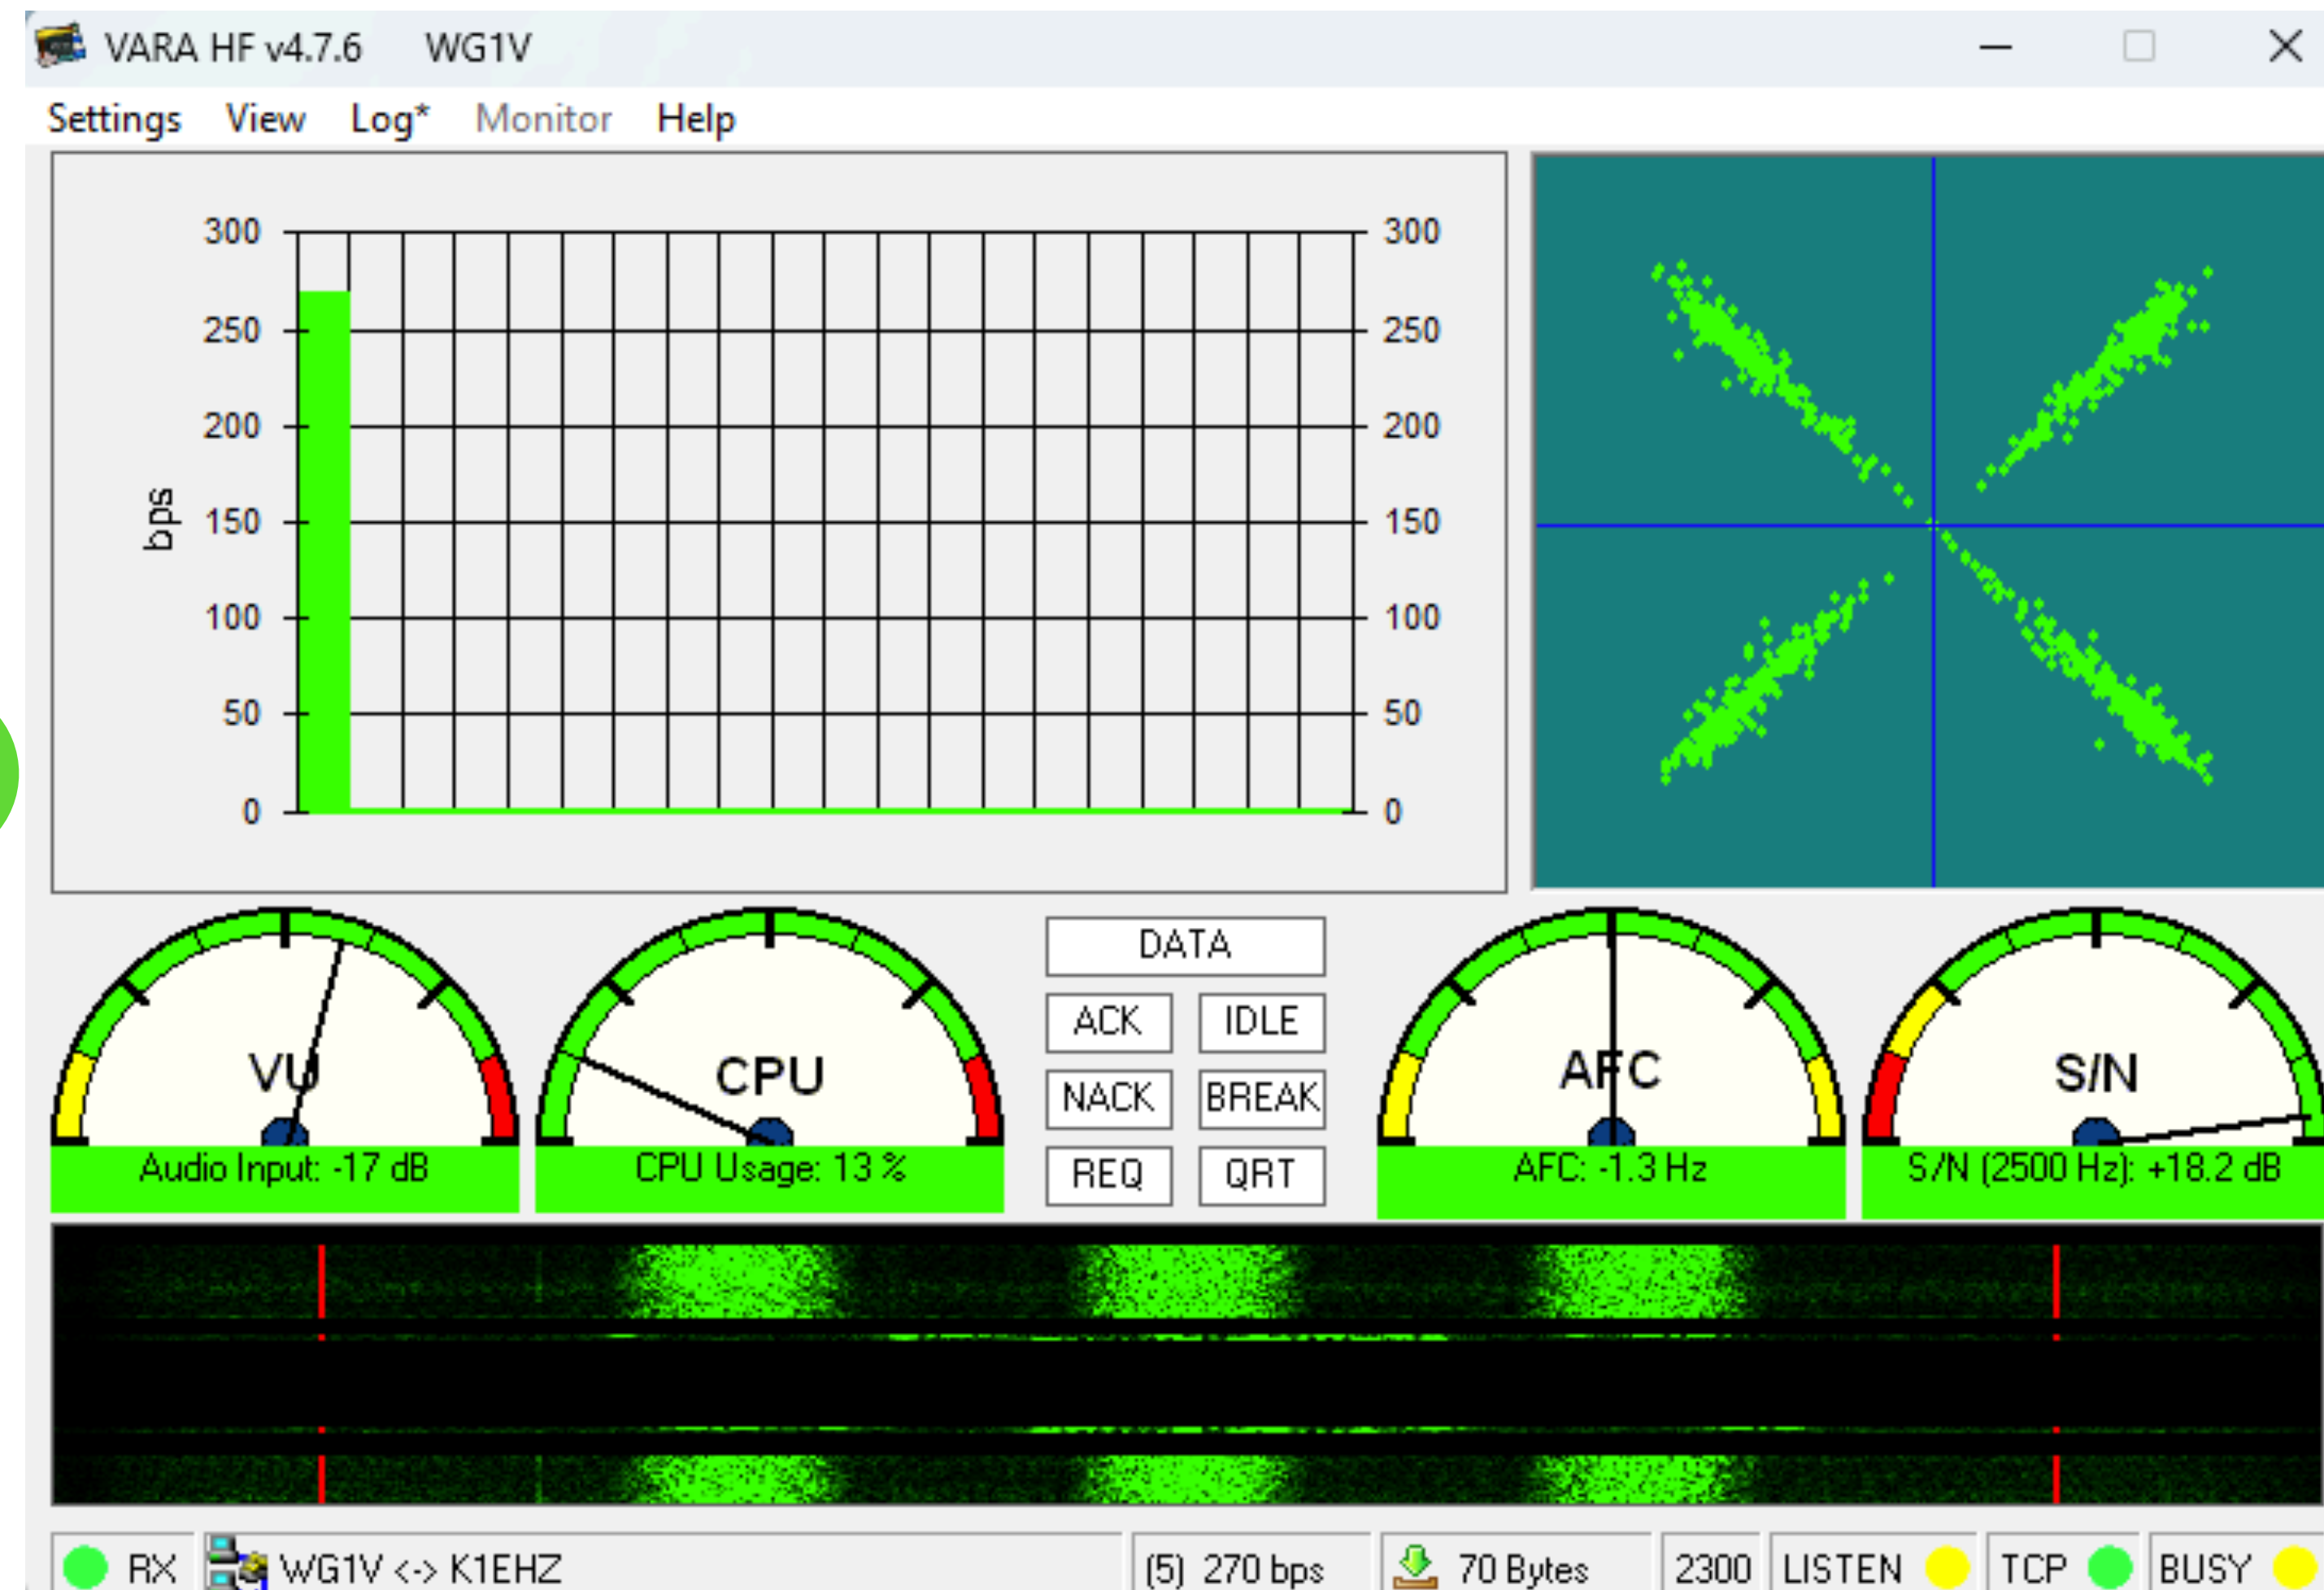 VARA HF v4.7.6 WG1V
Settings View Log* Monitor Help
300 300
250 250
200 200
bps
150 150
100 100
50 50
0 0
VU
CPU
DATA
ACK IDLE
NACK BREAK
REQ QRT
AFC
S/N
Audio Input: -17 dB
CPU Usage: 13 %
AFC: -1.3 Hz
S/N (2500 Hz): +18.2 dB
RX WG1V <-> K1EHZ (5) 270 bps 70 Bytes 2300 LISTEN TCP BUSY